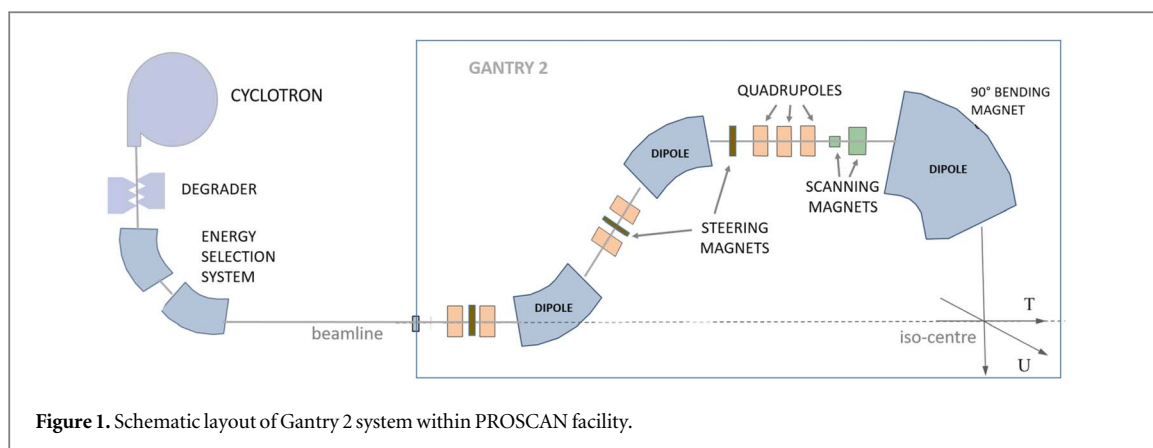 GANTRY 2
CYCLOTRON
QUADRUPOLES
90° BENDING
MAGNET
DIPOLE
DIPOLE
DEGRADER
SCANNING
MAGNETS
STEERING
MAGNETS
ENERGY
SELECTION
SYSTEM
DIPOLE
beamline
iso-centre
T
U
Figure 1. Schematic layout of Gantry 2 system within PROSCAN facility.